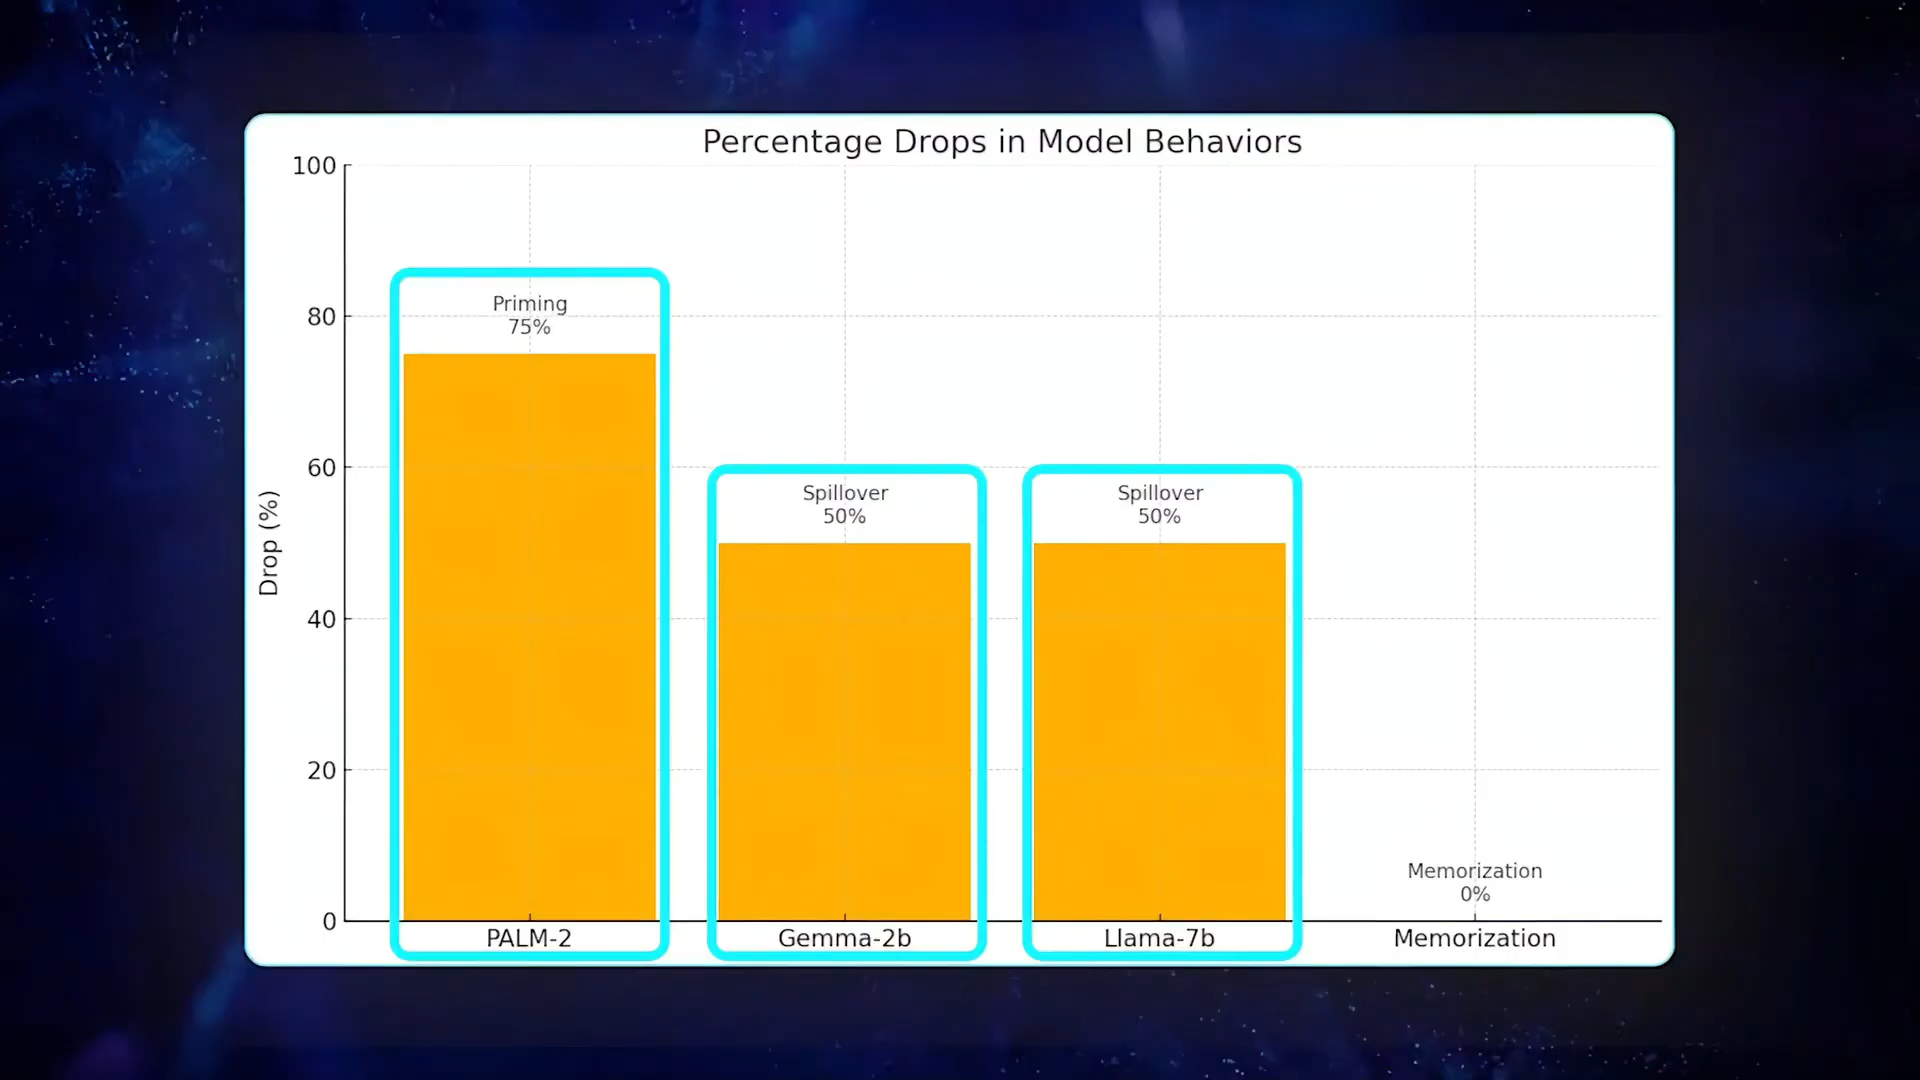 Percentage Drops in Model Behaviors
100
80
60
40
20
0
Drop (%)
Priming
75%
Spillover
50%
Spillover
50%
Memorization
0%
PALM-2
Gemma-2b
Llama-7b
Memorization